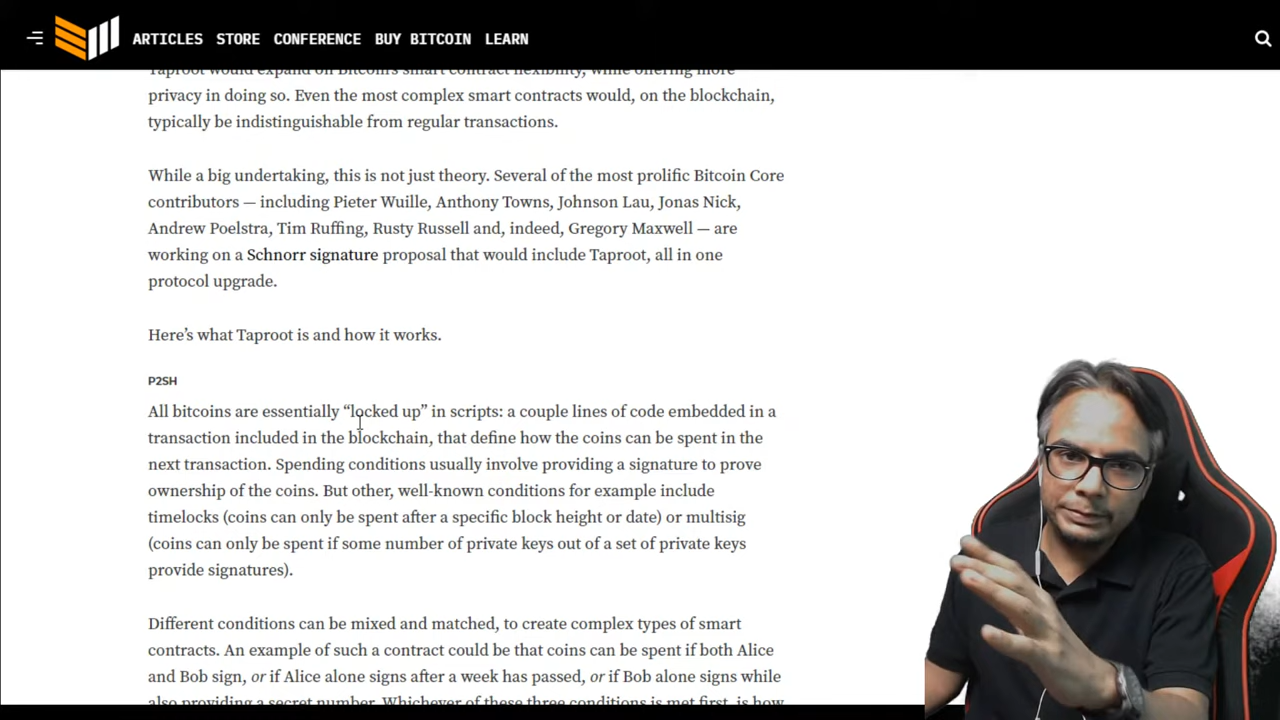 ARTICLES STORE CONFERENCE BUY BITCOIN LEARN
Taproot would expand on Bitcoin's smart contract flexibility, while offering more
privacy in doing so. Even the most complex smart contracts would, on the blockchain,
typically be indistinguishable from regular transactions.
While a big undertaking, this is not just theory. Several of the most prolific Bitcoin Core
contributors — including Pieter Wuille, Anthony Towns, Johnson Lau, Jonas Nick,
Andrew Poelstra, Tim Ruffing, Rusty Russell and, indeed, Gregory Maxwell — are
working on a Schnorr signature proposal that would include Taproot, all in one
protocol upgrade.
Here’s what Taproot is and how it works.
P2SH
All bitcoins are essentially “locked up” in scripts: a couple lines of code embedded in a
transaction included in the blockchain, that define how the coins can be spent in the
next transaction. Spending conditions usually involve providing a signature to prove
ownership of the coins. But other, well-known conditions for example include
timelocks (coins can only be spent after a specific block height or date) or multisig
(coins can only be spent if some number of private keys out of a set of private keys
provide signatures).
Different conditions can be mixed and matched, to create complex types of smart
contracts. An example of such a contract could be that coins can be spent if both Alice
and Bob sign, or if Alice alone signs after a week has passed, or if Bob alone signs while
also providing a secret number. Whichever of these three conditions is met first, is how